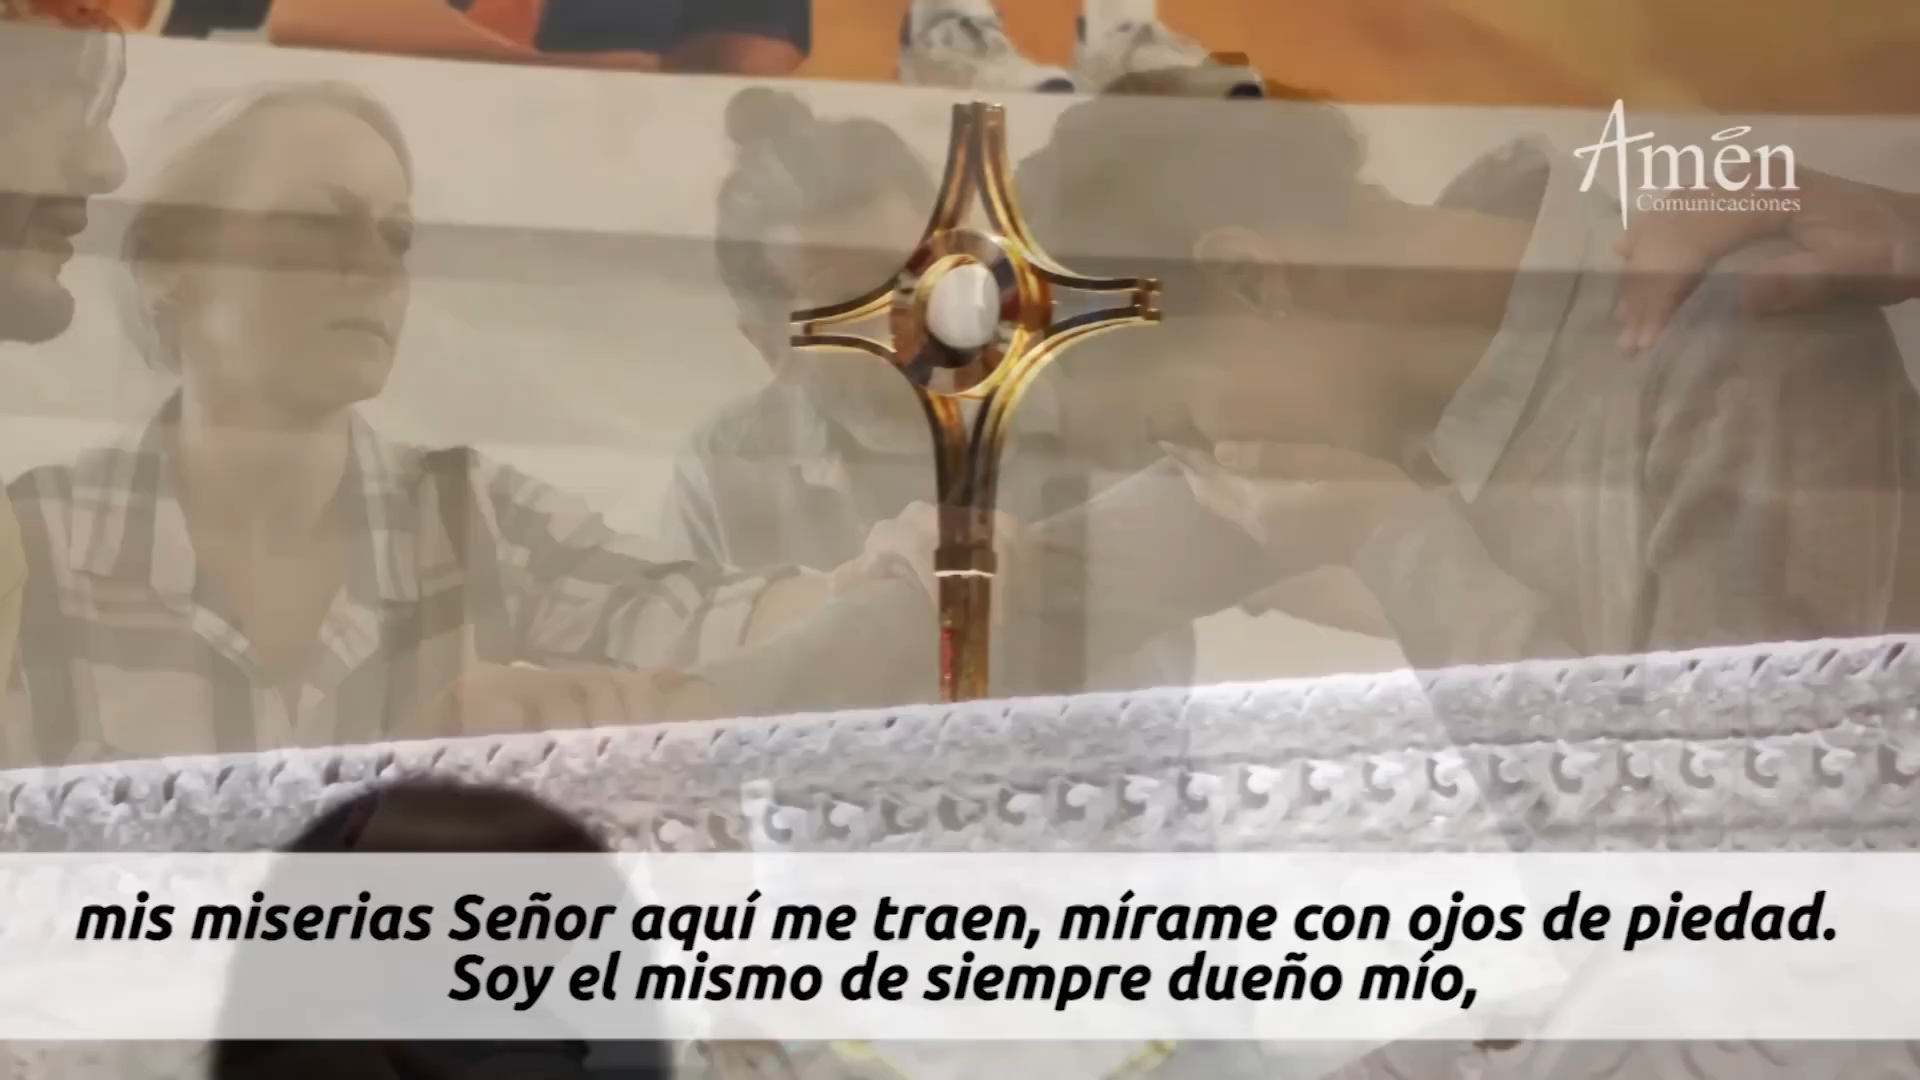 Amén
Comunicaciones
mis miserias Señor aquí me traen, mírame con ojos de piedad.
Soy el mismo de siempre dueño mío,